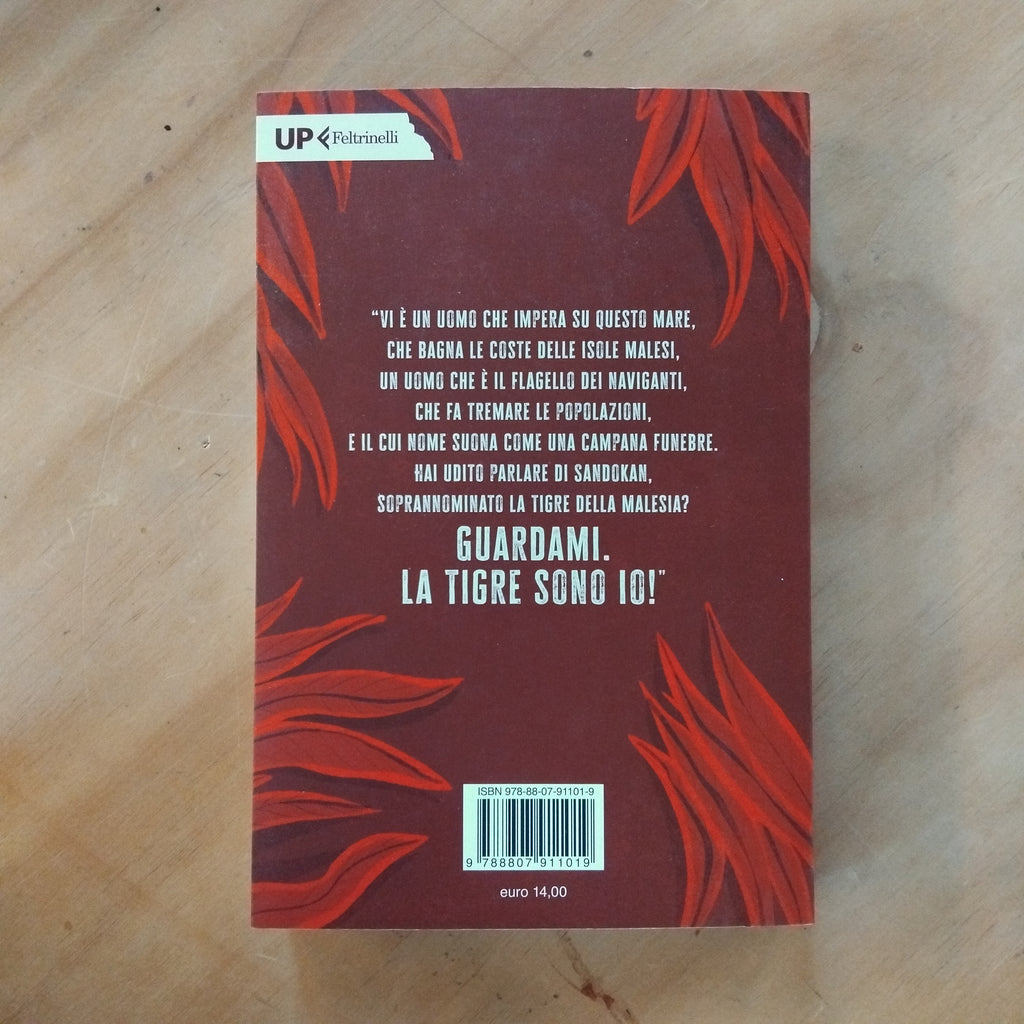 UP Feltrinelli
“VI È UN UOMO CHE IMPERA SU QUESTO MARE,
CHE BAGNA LE COSTE DELLE ISOLE MALESI,
UN UOMO CHE È IL FLAGELLO DEI NAVIGANTI,
CHE FA TREMARE LE POPOLAZIONI,
E IL CUI NOME SUONA COME UNA CAMPANA FUNEBRE.
HAI UDITO PARLARE DI SANDOKAN,
SOPRANNOMINATO LA TIGRE DELLA MALESIA?
GUARDAMI.
LA TIGRE SONO IO!”
ISBN 978-88-07-91101-9
9 788807 911019
euro 14,00